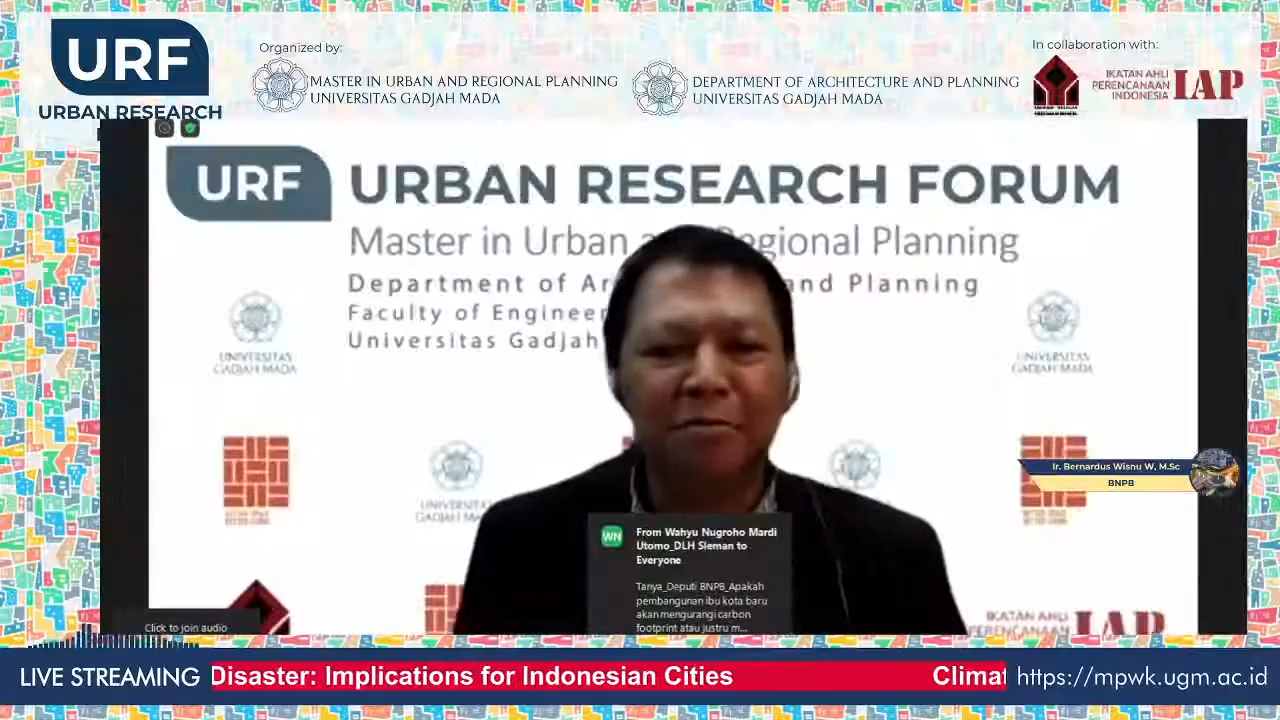 URF
URBAN RESEARCH
Organized by:
MASTER IN URBAN AND REGIONAL PLANNING
UNIVERSITAS GADJAH MADA
DEPARTMENT OF ARCHITECTURE AND PLANNING
UNIVERSITAS GADJAH MADA
In collaboration with:
IKATAN AHLI
PERENCANAAN
INDONESIA
IAP
URF
URBAN RESEARCH FORUM
Master in Urban a Regional Planning
Department of Ar and Planning
Faculty of Enginee
Universitas Gadjah
UNIVERSITAS
GADJAH MADA
UNIVERSITAS
GADJAH MADA
UNIVERSITAS
GADJAH MADA
Ir. Bernardus Wisnu W, M.Sc
BNPB
WN
From Wahyu Nugroho Mardi
Utomo_DLH Sleman to
Everyone
Tanya_Deputi BNPB_Apakah
pembangunan ibu kota baru
akan mengurangi carbon
footprint atau justru m...
Click to join audio
IKATAN AHLI
PERENCANAAN
LIVE STREAMING
Disaster: Implications for Indonesian Cities
Climat
https://mpwk.ugm.ac.id